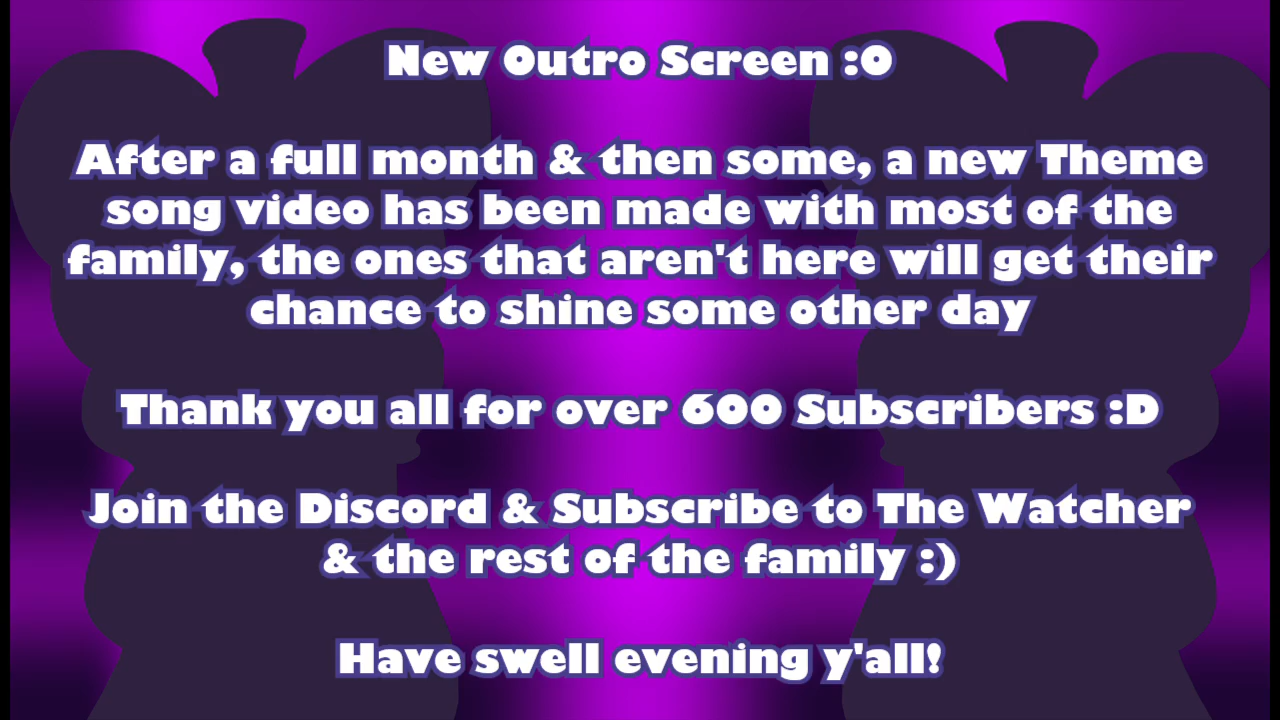 New Outro Screen :O
After a full month & then some, a new Theme
song video has been made with most of the
family, the ones that aren't here will get their
chance to shine some other day
Thank you all for over 600 Subscribers :D
Join the Discord & Subscribe to The Watcher
& the rest of the family :)
Have swell evening y'all!